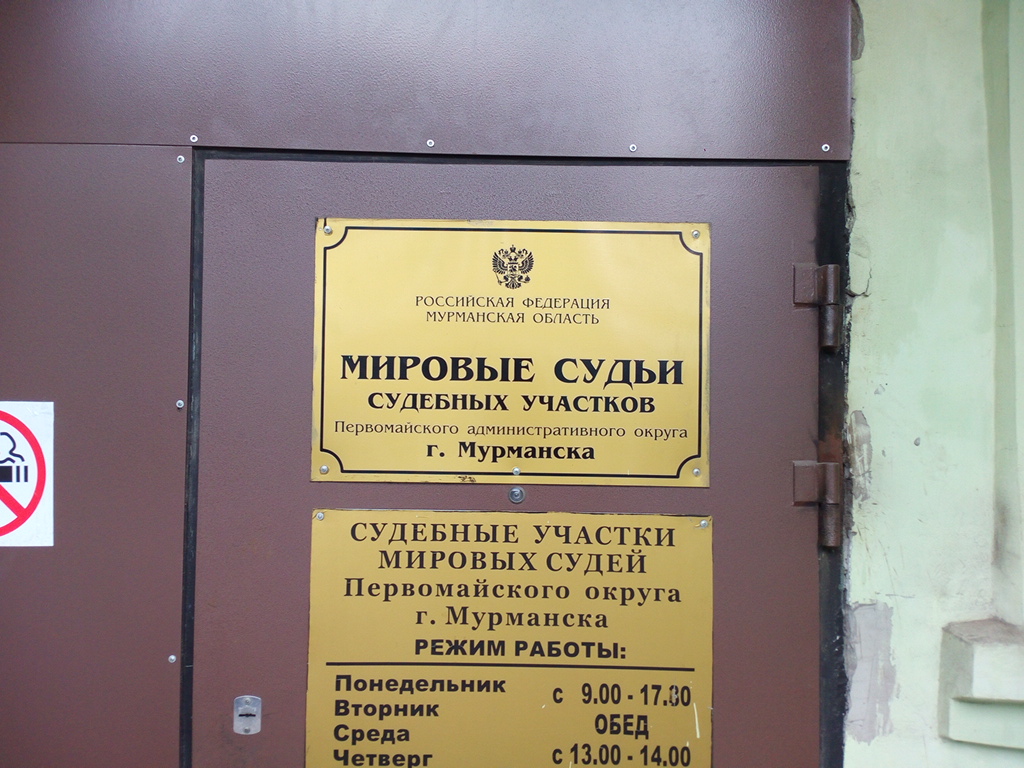 РОССИЙСКАЯ ФЕДЕРАЦИЯ
МУРМАНСКАЯ ОБЛАСТЬ
МИРОВЫЕ СУДЬИ
СУДЕБНЫХ УЧАСТКОВ
Первомайского административного округа
г. Мурманска
СУДЕБНЫЕ УЧАСТКИ
МИРОВЫХ СУДЕЙ
Первомайского округа
г. Мурманска
РЕЖИМ РАБОТЫ:
Понедельник с 9.00 - 17.00
Вторник ОБЕД
Среда
Четверг с 13.00 - 14.00